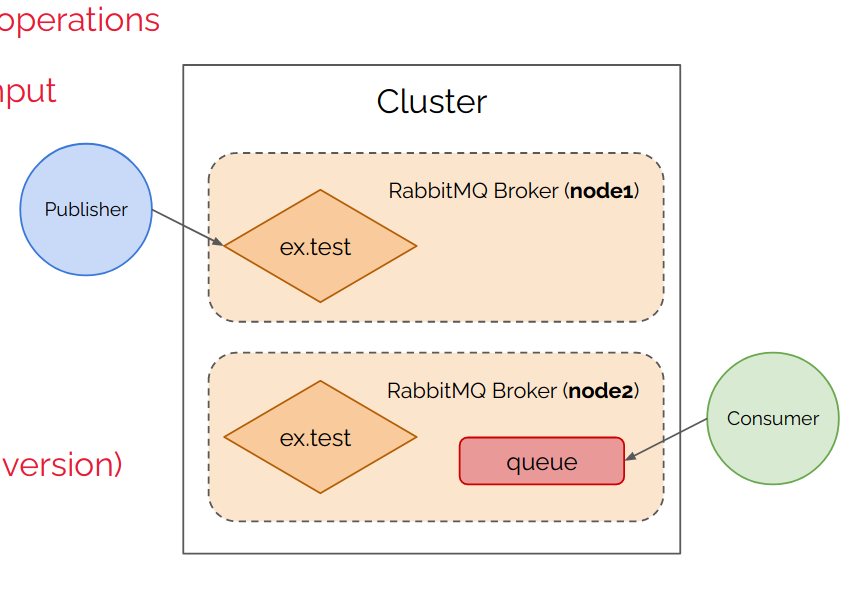 operations
nput
Cluster
RabbitMQ Broker (node1)
Publisher
ex.test
RabbitMQ Broker (node2)
Consumer
ex.test
queue
version)